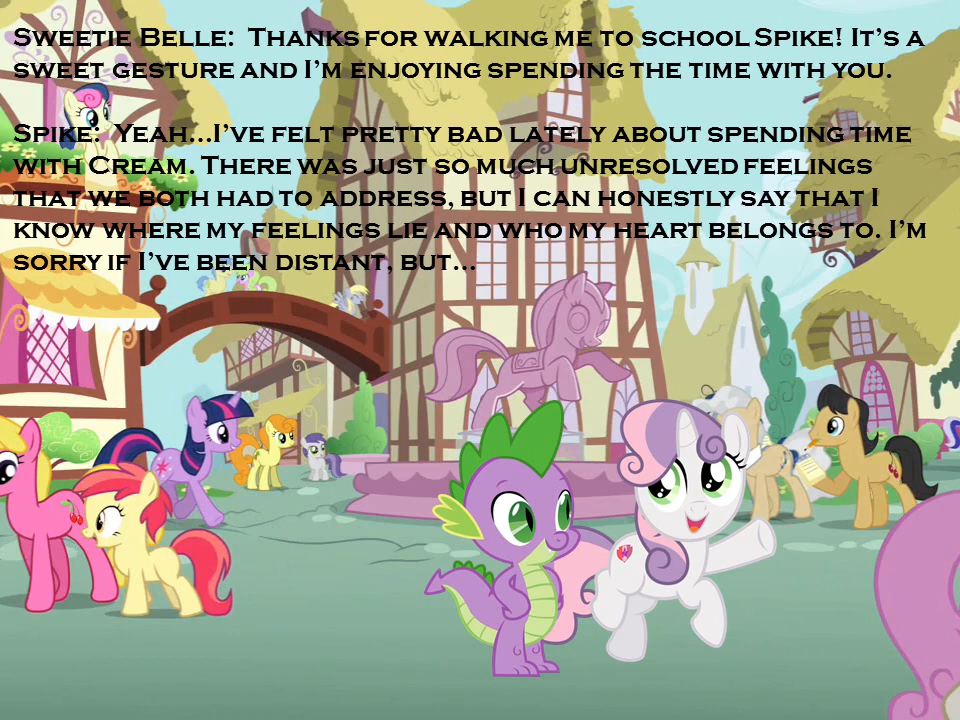 Sweetie Belle:  Thanks for walking me to school Spike! It's a
sweet gesture and I'm enjoying spending the time with you.
Spike:  Yeah...I've felt pretty bad lately about spending time
with Cream. There was just so much unresolved feelings
that we both had to address, but I can honestly say that I
know where my feelings lie and who my heart belongs to. I'm
sorry if I've been distant, but...